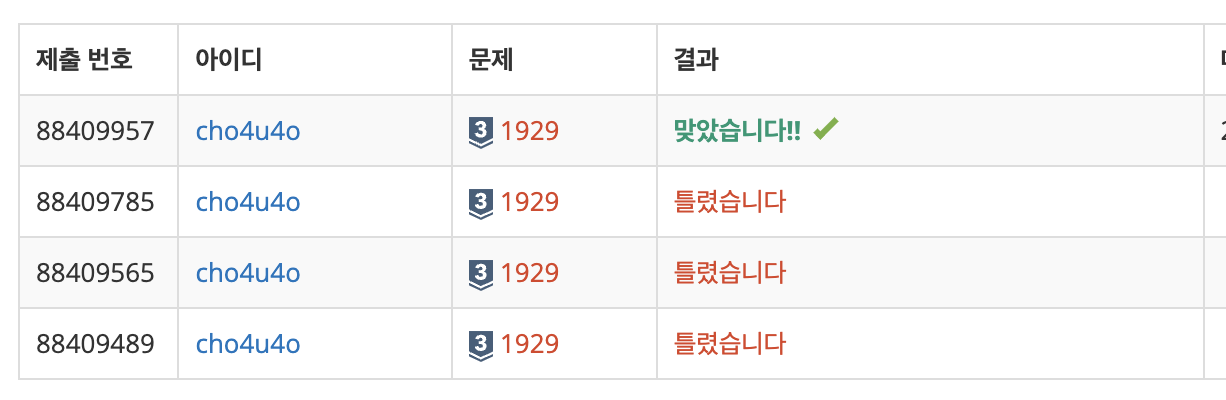 제출 번호 아이디 문제 결과
88409957 cho4u4o 3 1929 맞았습니다!!
88409785 cho4u4o 3 1929 틀렸습니다
88409565 cho4u4o 3 1929 틀렸습니다
88409489 cho4u4o 3 1929 틀렸습니다